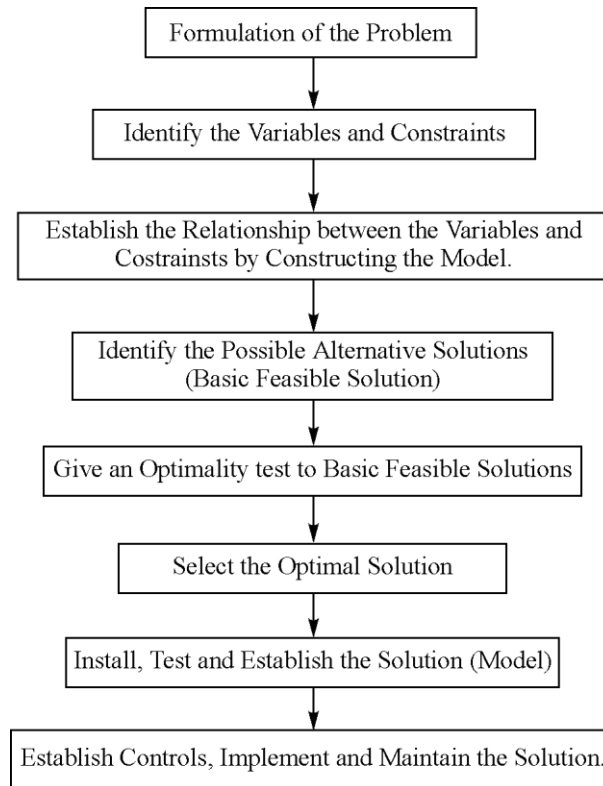 Formulation of the Problem
Identify the Variables and Constraints
Establish the Relationship between the Variables and
Costrainsts by Constructing the Model.
Identify the Possible Alternative Solutions
(Basic Feasible Solution)
Give an Optimality test to Basic Feasible Solutions
Select the Optimal Solution
Install, Test and Establish the Solution (Model)
Establish Controls, Implement and Maintain the Solution.